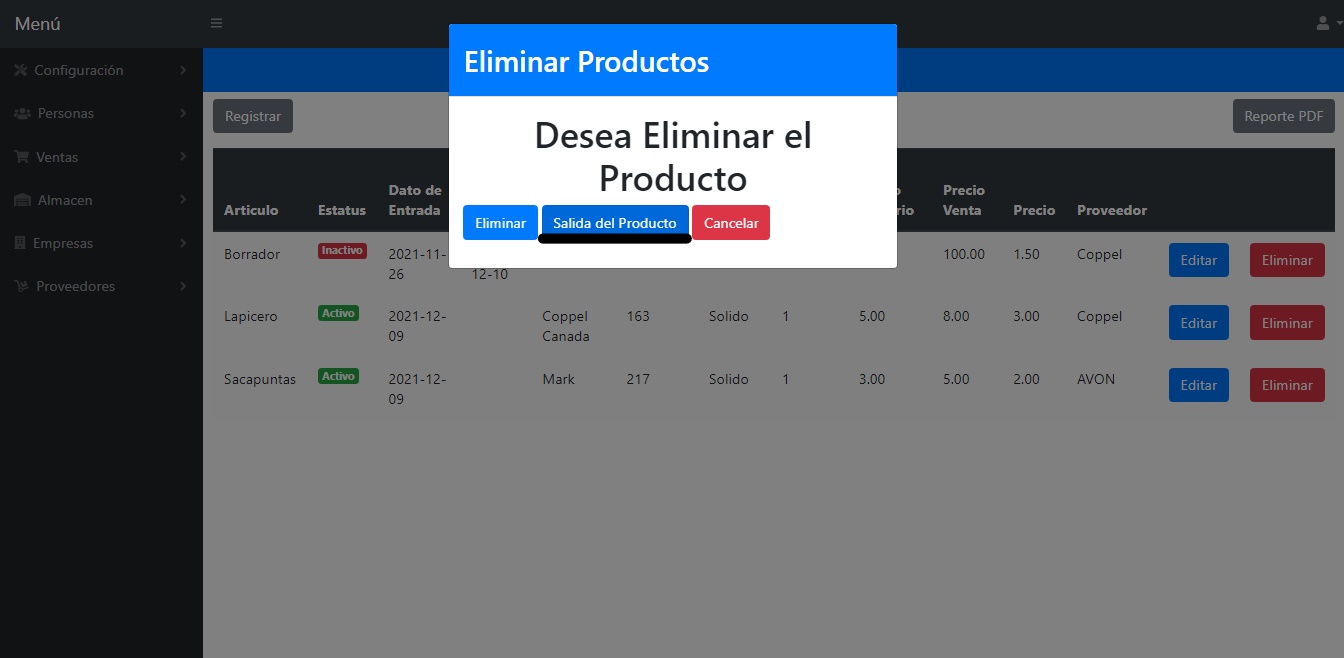 Menú
Configuración
Personas
Ventas
Almacen
Empresas
Proveedores
Eliminar Productos
Desea Eliminar el
Producto
Eliminar Salida del Producto Cancelar
Registrar Reporte PDF
Articulo Estatus Dato de Entrada Precio Venta Precio Proveedor
Borrador Inactivo 2021-11-26 12-10 100.00 1.50 Coppel Editar Eliminar
Lapicero Activo 2021-12-09 Coppel Canada 163 Solido 1 5.00 8.00 3.00 Coppel Editar Eliminar
Sacapuntas Activo 2021-12-09 Mark 217 Solido 1 3.00 5.00 2.00 AVON Editar Eliminar